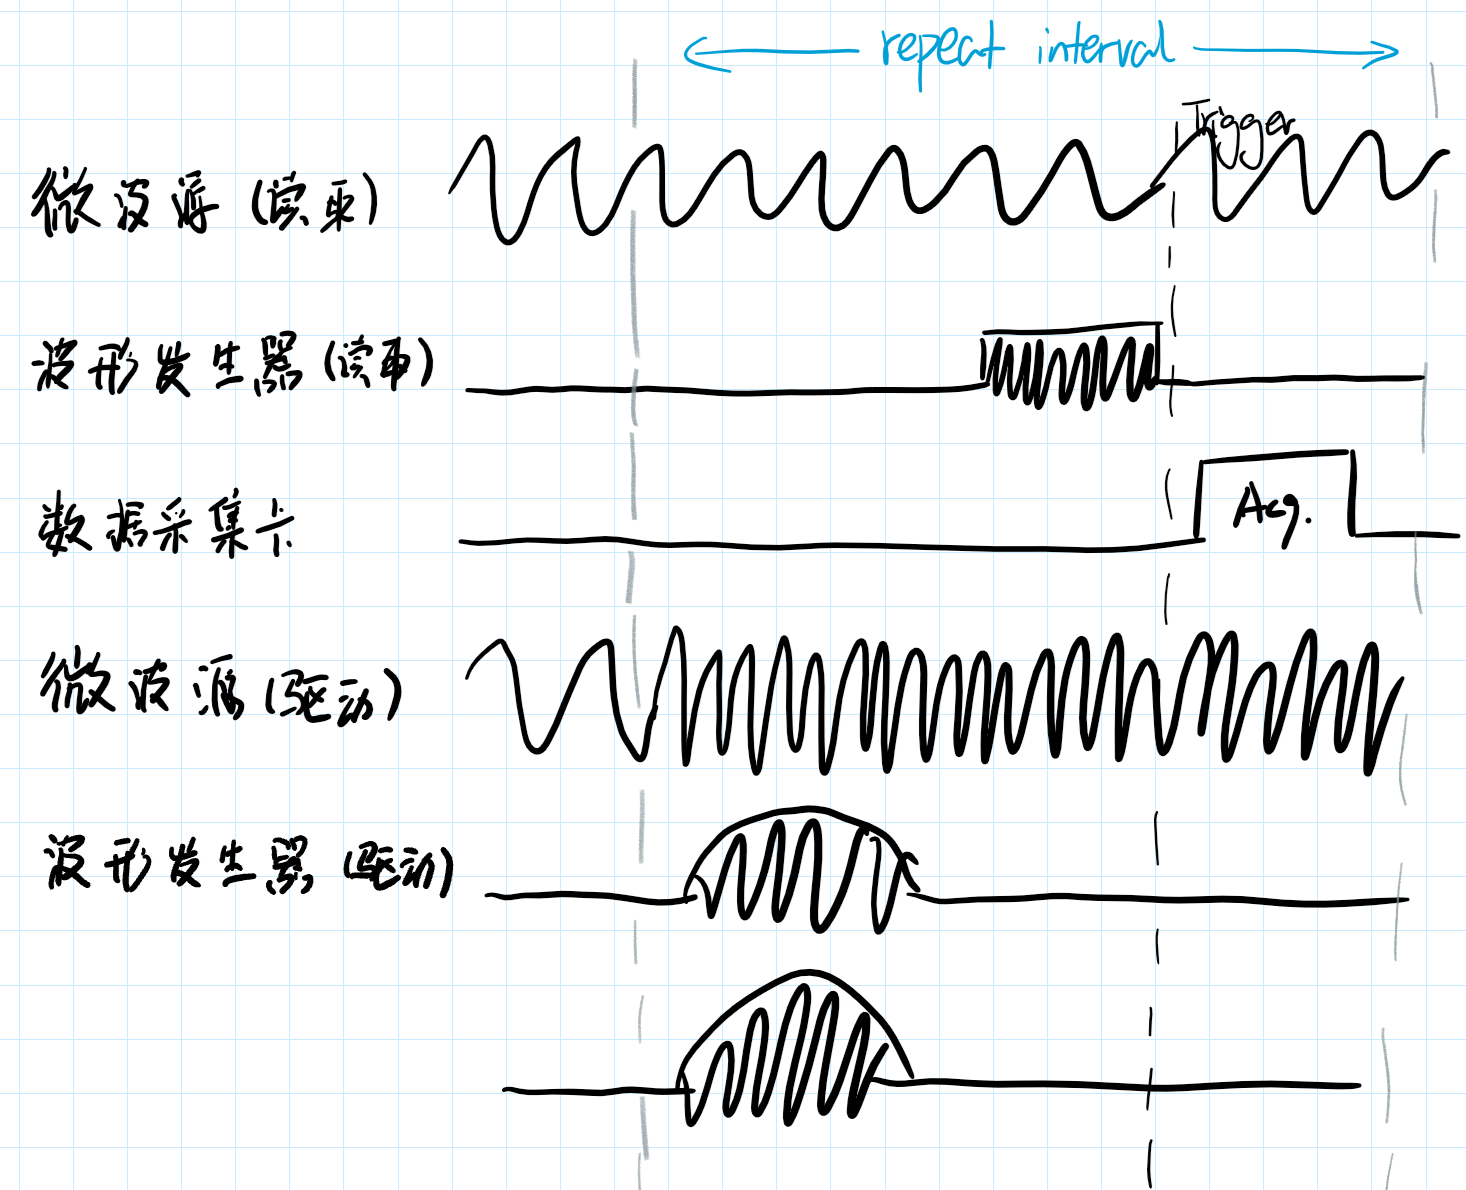 repeat interval
Trigger
微波源 (读取)
波形发生器 (读取)
数据采集卡
Acq.
微波源 (驱动)
波形发生器 (驱动)